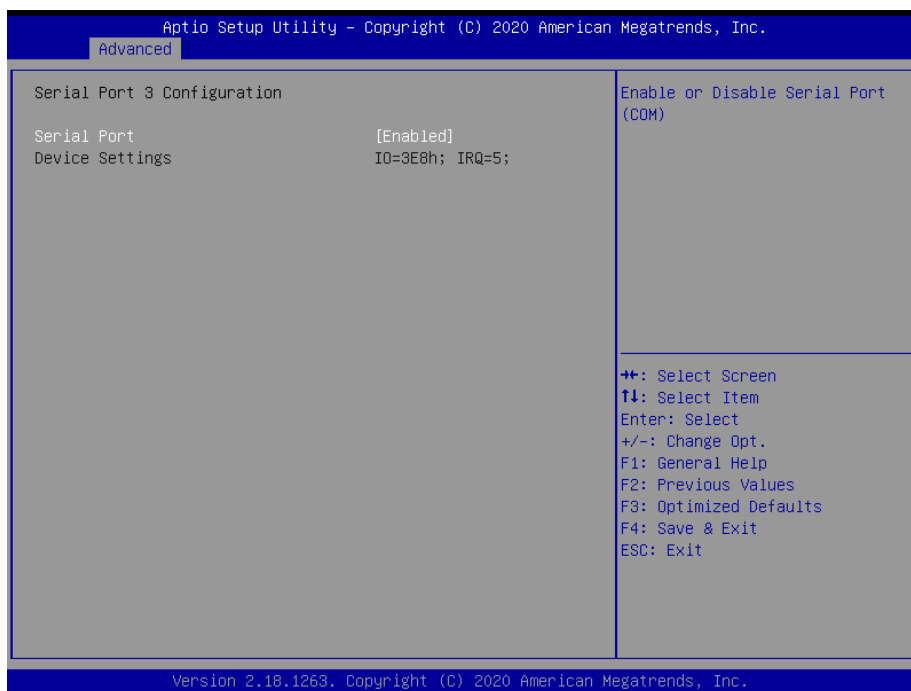 Aptio Setup Utility – Copyright (C) 2020 American Megatrends, Inc.
Advanced
Serial Port 3 Configuration
Serial Port [Enabled]
Device Settings IO=3E8h; IRQ=5;
Enable or Disable Serial Port
(COM)
→←: Select Screen
↑↓: Select Item
Enter: Select
+/-: Change Opt.
F1: General Help
F2: Previous Values
F3: Optimized Defaults
F4: Save & Exit
ESC: Exit
Version 2.18.1263. Copyright (C) 2020 American Megatrends, Inc.